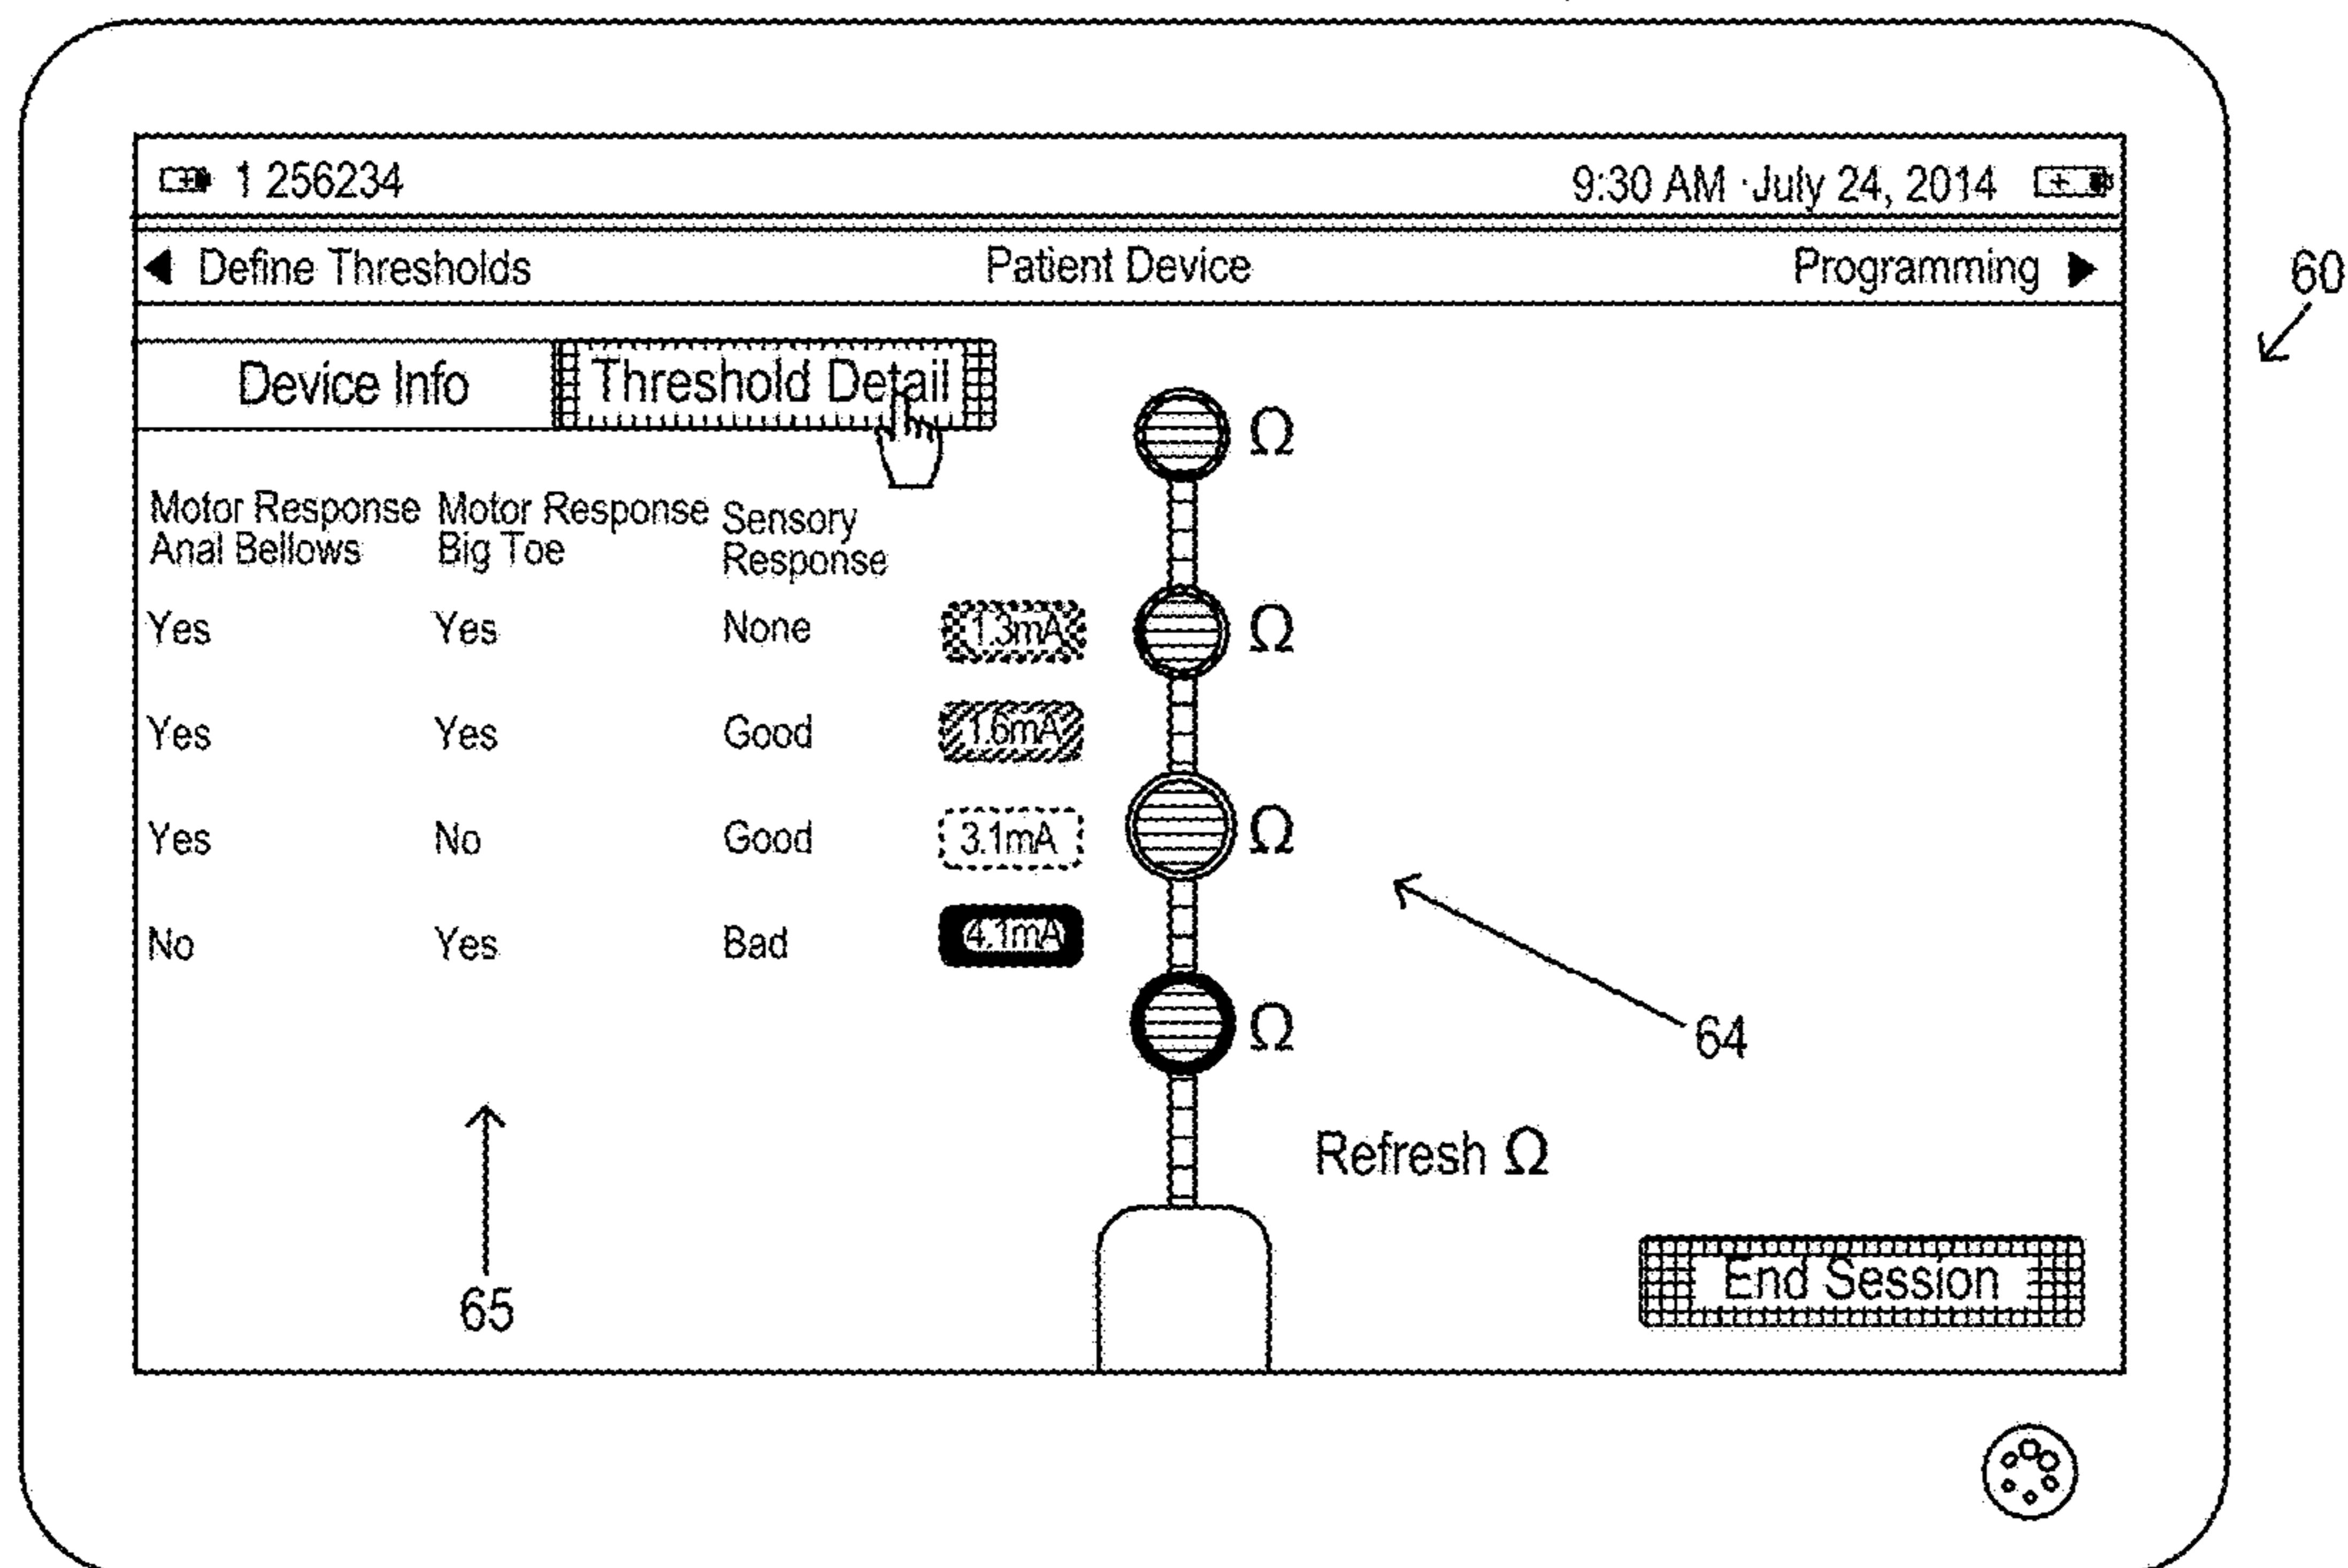 1 256234 9:30 AM ·July 24, 2014
Define Thresholds Patient Device Programming
60
Device Info Threshold Detail
Ω
Motor Response Motor Response Sensory
Anal Bellows Big Toe Response
Yes Yes None 1.3mA Ω
Yes Yes Good 1.6mA
Yes No Good 3.1mA Ω
No Yes Bad 4.1mA
Ω
64
Refresh Ω
65
End Session